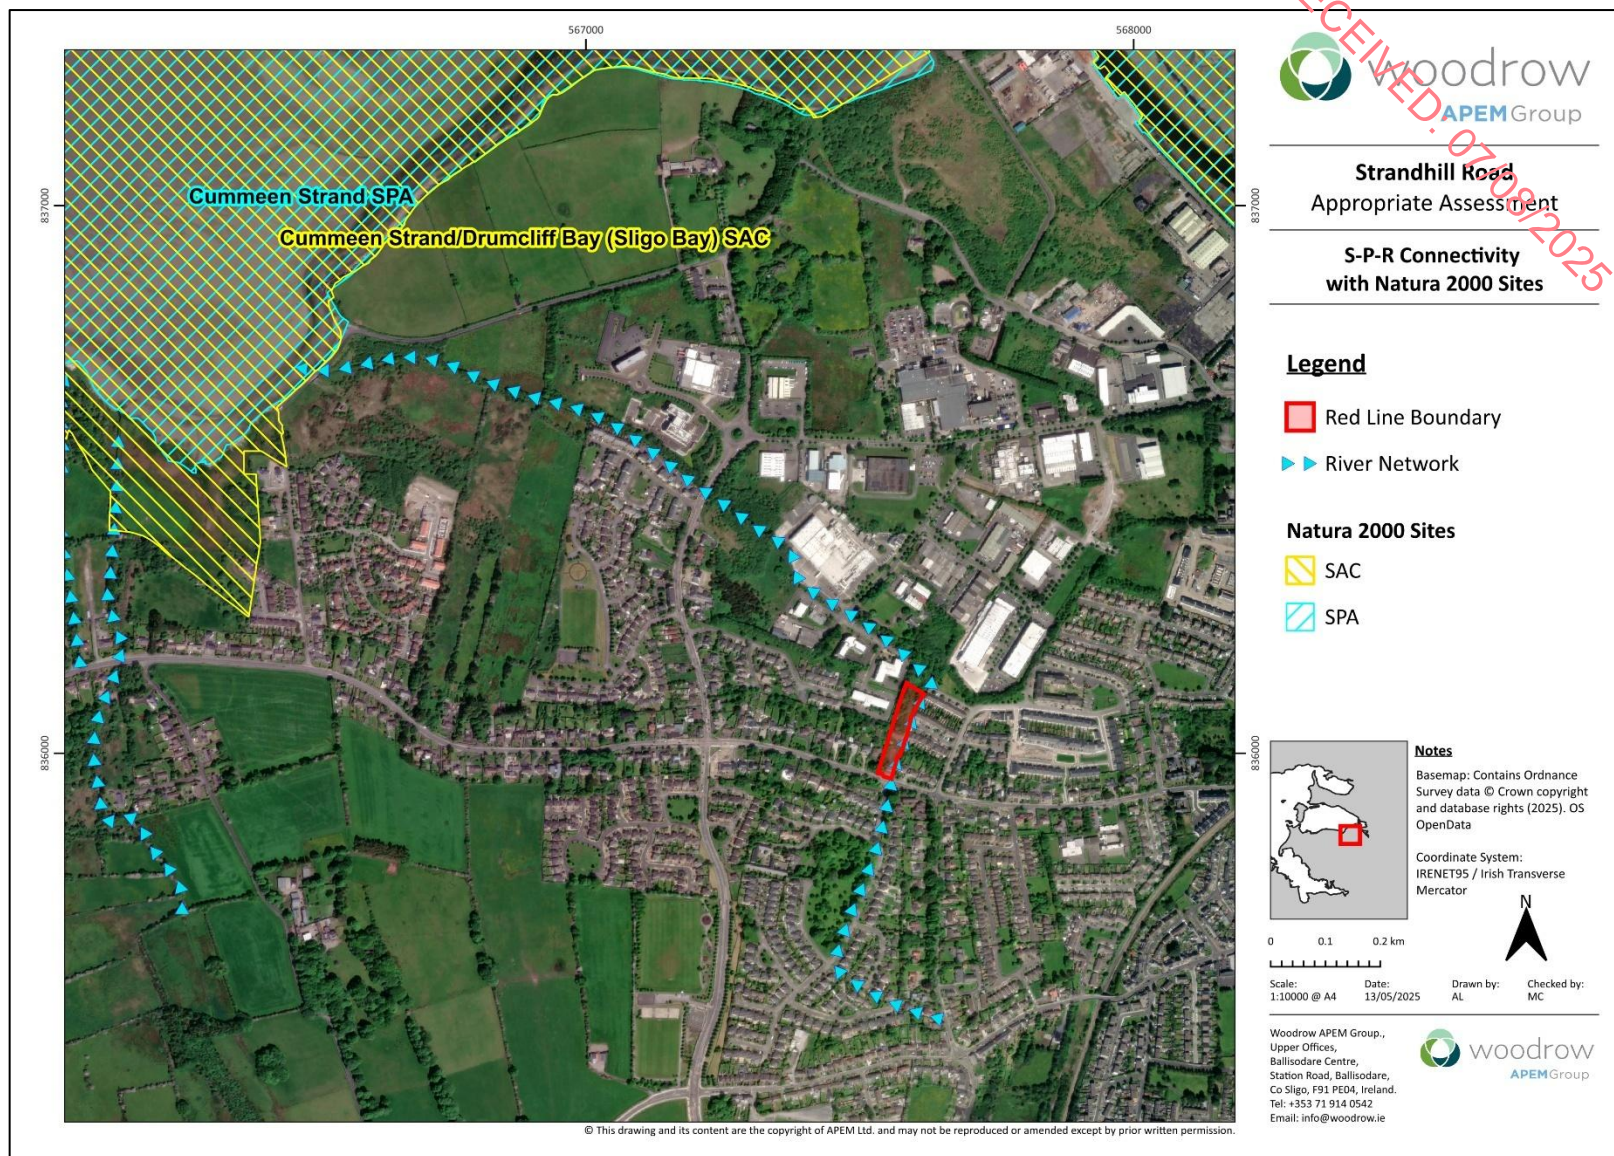 567000
568000
837000
837000
836000
836000
Cummeen Strand SPA
Cummeen Strand/Drumcliff Bay (Sligo Bay) SAC
woodrow
APEMGroup
RECEIVED: 07/08/2025
Strandhill Road
Appropriate Assessment
S-P-R Connectivity
with Natura 2000 Sites
Legend
Red Line Boundary
River Network
Natura 2000 Sites
SAC
SPA
Notes
Basemap: Contains Ordnance
Survey data © Crown copyright
and database rights (2025). OS
OpenData
Coordinate System:
IRENET95 / Irish Transverse
Mercator
N
0 0.1 0.2 km
Scale: Date: Drawn by: Checked by:
1:10000 @ A4 13/05/2025 AL MC
Woodrow APEM Group.,
Upper Offices,
Ballisodare Centre,
Station Road, Ballisodare,
Co Sligo, F91 PE04, Ireland.
Tel: +353 71 914 0542
Email: info@woodrow.ie
woodrow
APEMGroup
© This drawing and its content are the copyright of APEM Ltd. and may not be reproduced or amended except by prior written permission.